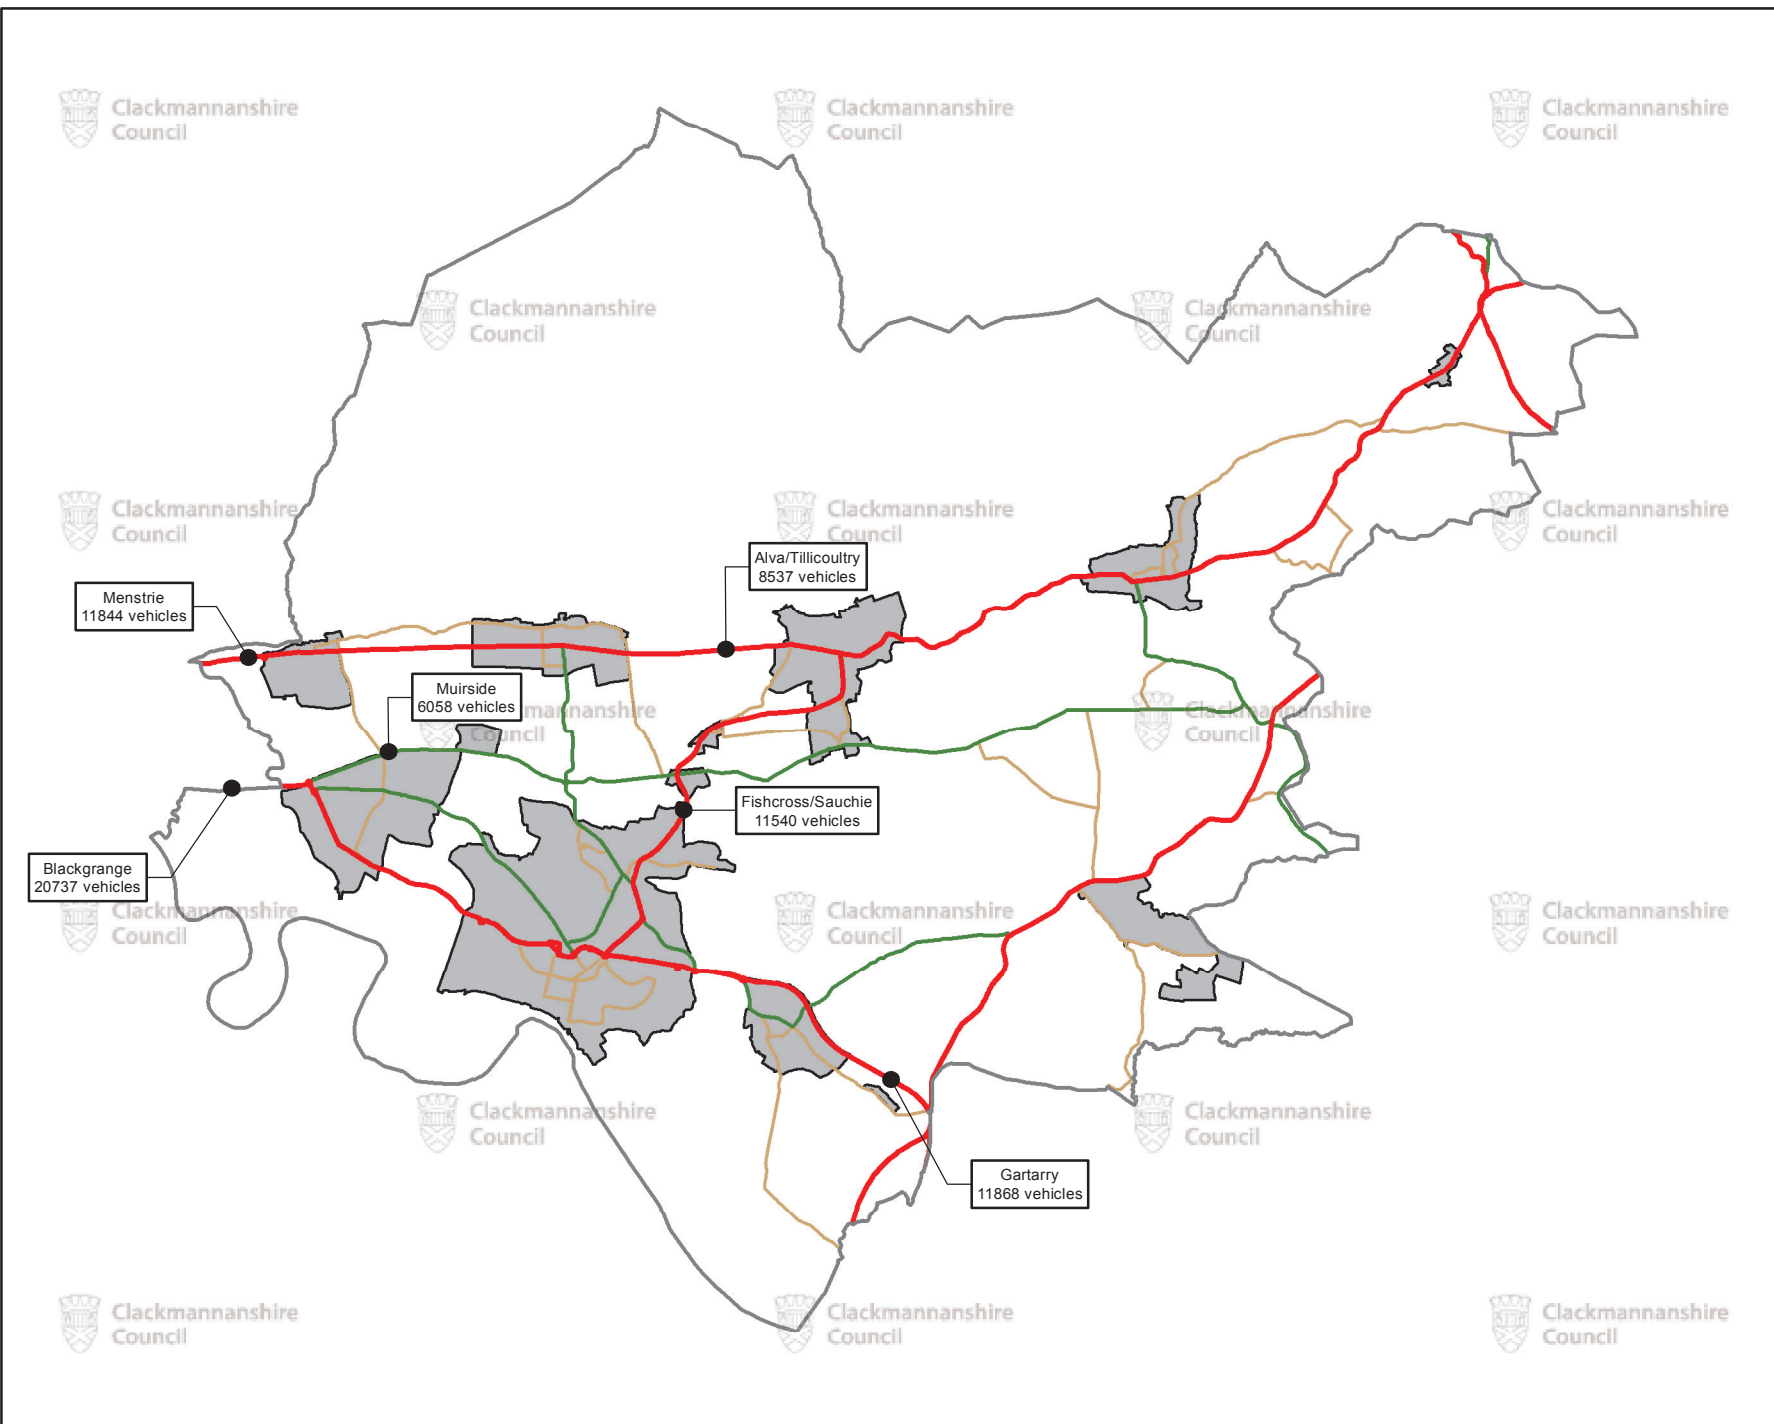 Clackmannanshire
Council
Clackmannanshire
Council
Clackmannanshire
Council
Clackmannanshire
Council
Clackmannanshire
Council
Clackmannanshire
Council
Clackmannanshire
Council
Clackmannanshire
Council
Alva/Tillicoultry
8537 vehicles
Menstrie
11844 vehicles
Muirside
6058 vehicles
Clackmannanshire
Council
Clackmannanshire
Council
Fishcross/Sauchie
11540 vehicles
Blackgrange
20737 vehicles
Clackmannanshire
Council
Clackmannanshire
Council
Clackmannanshire
Council
Clackmannanshire
Council
Clackmannanshire
Council
Gartarry
11868 vehicles
Clackmannanshire
Council
Clackmannanshire
Council
Clackmannanshire
Council